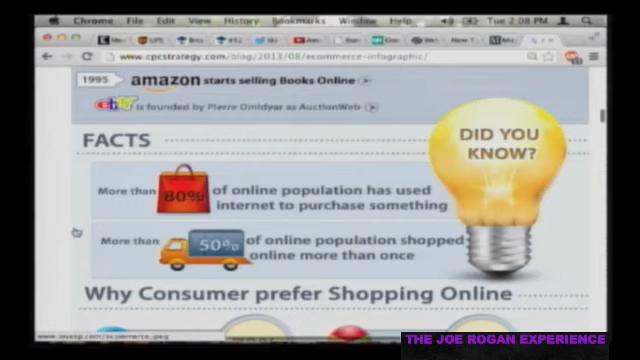 Chrome File Edit View History Bookmarks Window Help Tue 2:08 PM
www.cpcstrategy.com/blog/2013/08/ecommerce-infographic/
1995 amazon starts selling Books Online
ebay is founded by Pierre Omidyar as AuctionWeb
FACTS
DID YOU
KNOW?
More than 80% of online population has used
internet to purchase something
More than 50% of online population shopped
online more than once
Why Consumer prefer Shopping Online
THE JOE ROGAN EXPERIENCE